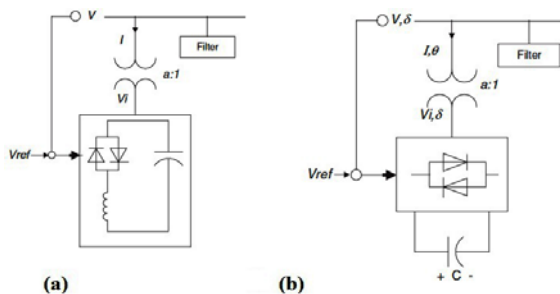 V
I
Filter
a:1
Vi
Vref
(a)
V,δ
I,θ
Filter
a:1
Vi,δ
Vref
+ C -
(b)